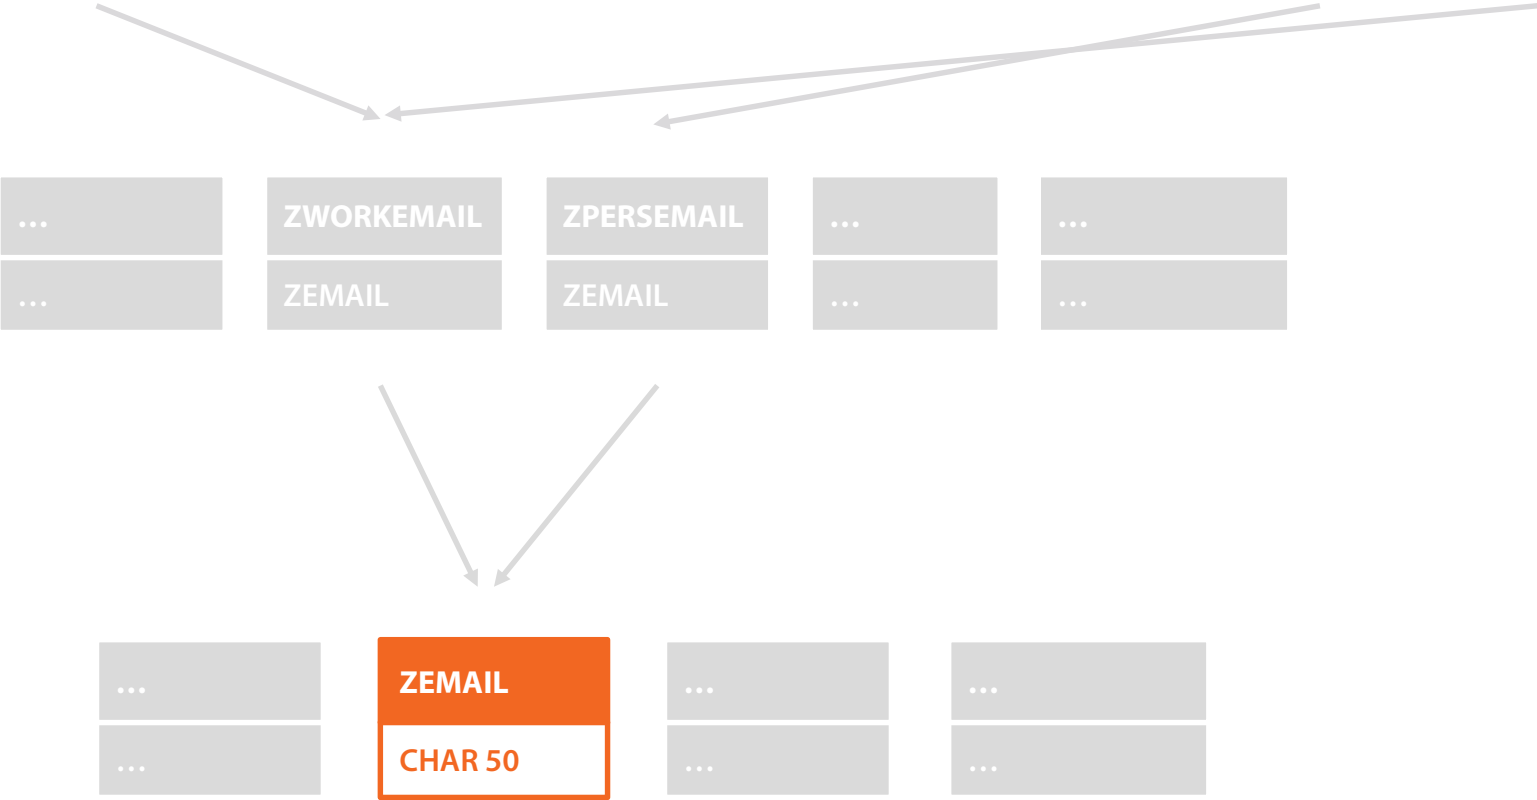 ... ZWORKEMAIL ZPERSEMAIL ... ...
... ZEMAIL ZEMAIL ... ...
... ZEMAIL ... ...
... CHAR 50 ... ...